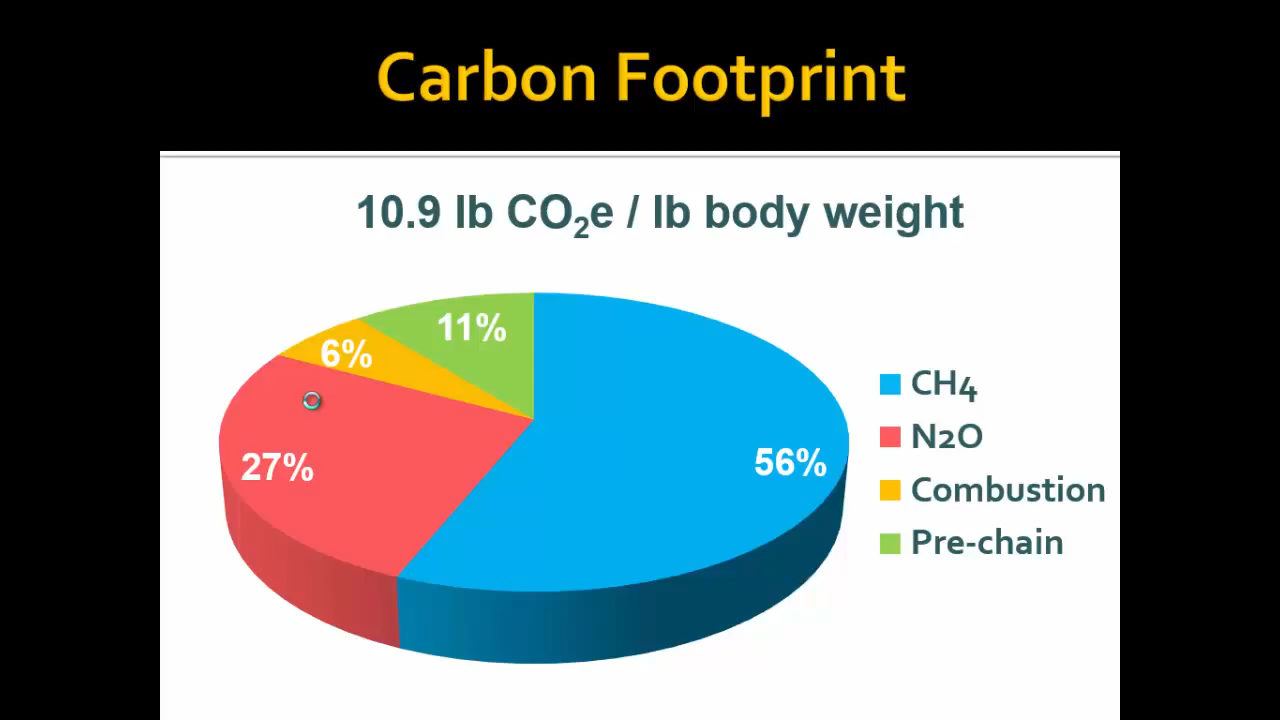 Carbon Footprint
10.9 lb CO₂e / lb body weight
11%
6%
27%
56%
CH4
N2O
Combustion
Pre-chain